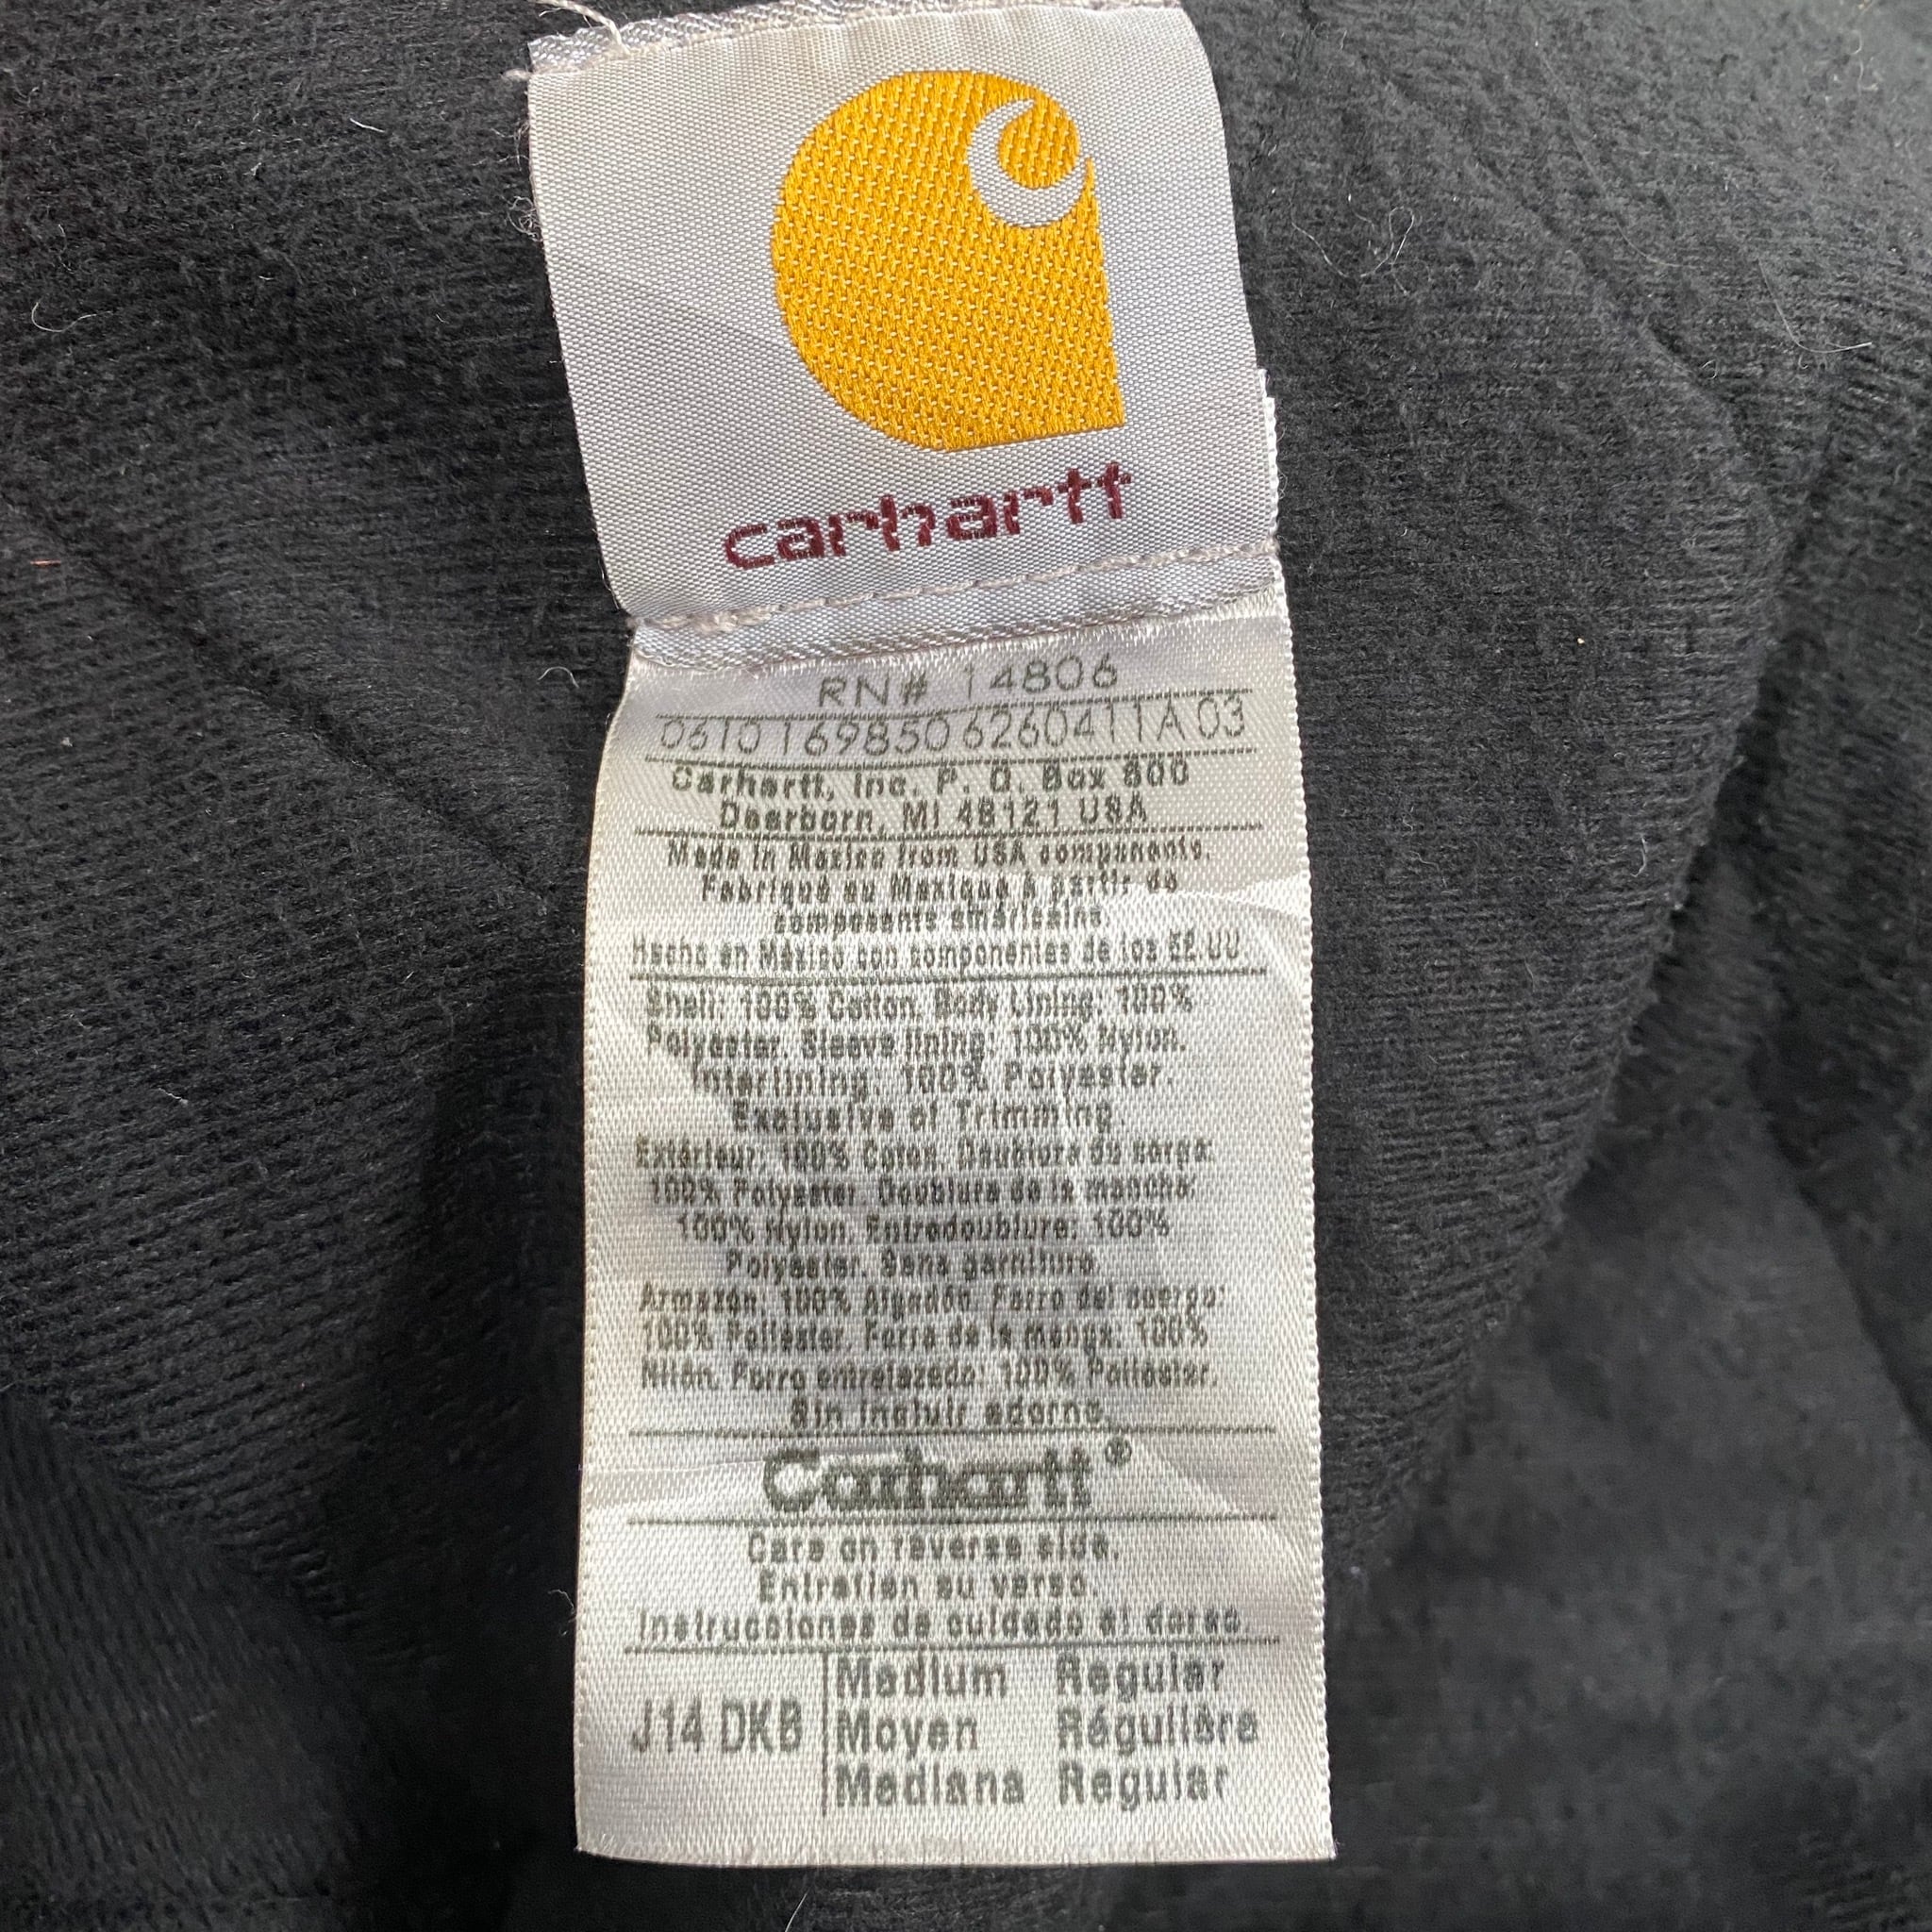 carhartt
RN# 14806
0610 169850 6260411A 03
Carhartt, Inc. P. O. Box 600
Dearborn, MI 48121 USA
Made in Mexico from USA components.
Fabriqué au Mexique à partir de
composants américains
Hecho en México con componentes de los EE.UU
Shell: 100% Cotton. Body Lining: 100%
Polyester. Sleeve lining: 100% Nylon.
Interlining: 100% Polyester.
Exclusive of Trimming.
Extérieur: 100% Coton. Doublure du corps:
100% Polyester. Doublure de la manche:
100% Nylon. Entredoublure: 100%
Polyester. Sans garniture
Armazón: 100% Algodón. Forro del cuerpo:
100% Poliéster. Forro de la manga: 100%
Nilón. Forro entrelazado: 100% Poliester.
Sin incluir adorno.
Carhartt®
Care on reverse side.
Entretien au verso
Instrucciones de cuidado al dorso
J14 DKB
Medium Regular
Moyen Régulière
Mediana Regular